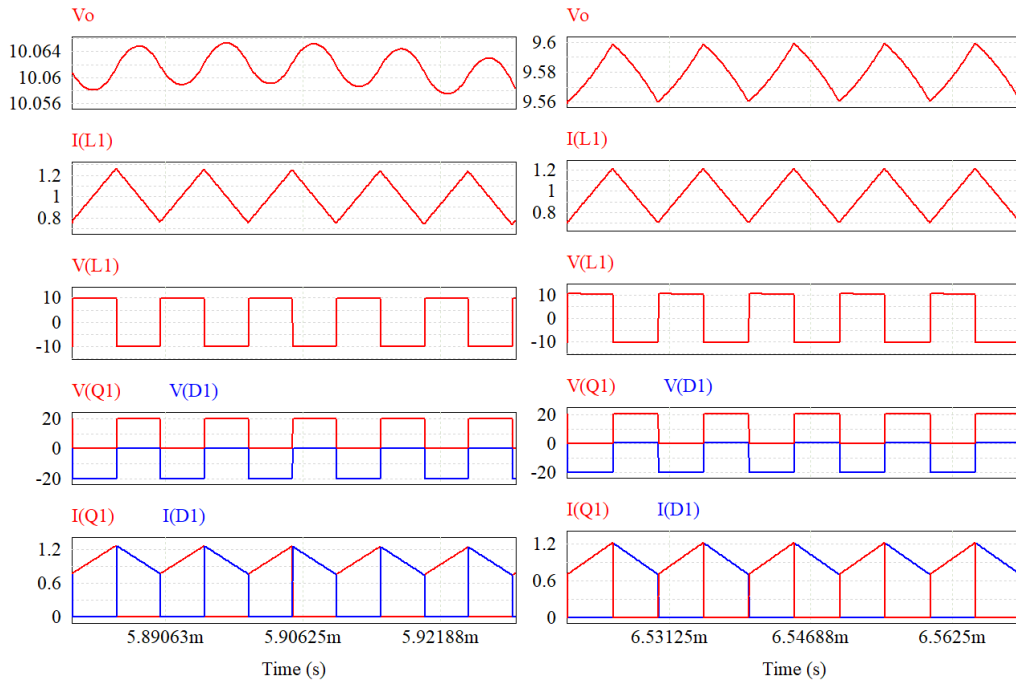 Vo
10.064
10.06
10.056
I(L1)
1.2
1
0.8
V(L1)
10
0
-10
V(Q1) V(D1)
20
0
-20
I(Q1) I(D1)
1.2
0.6
0
5.89063m 5.90625m 5.92188m
Time (s)
Vo
9.6
9.58
9.56
I(L1)
1.2
1
0.8
V(L1)
10
0
-10
V(Q1) V(D1)
20
0
-20
I(Q1) I(D1)
1.2
0.6
0
6.53125m 6.54688m 6.5625m
Time (s)